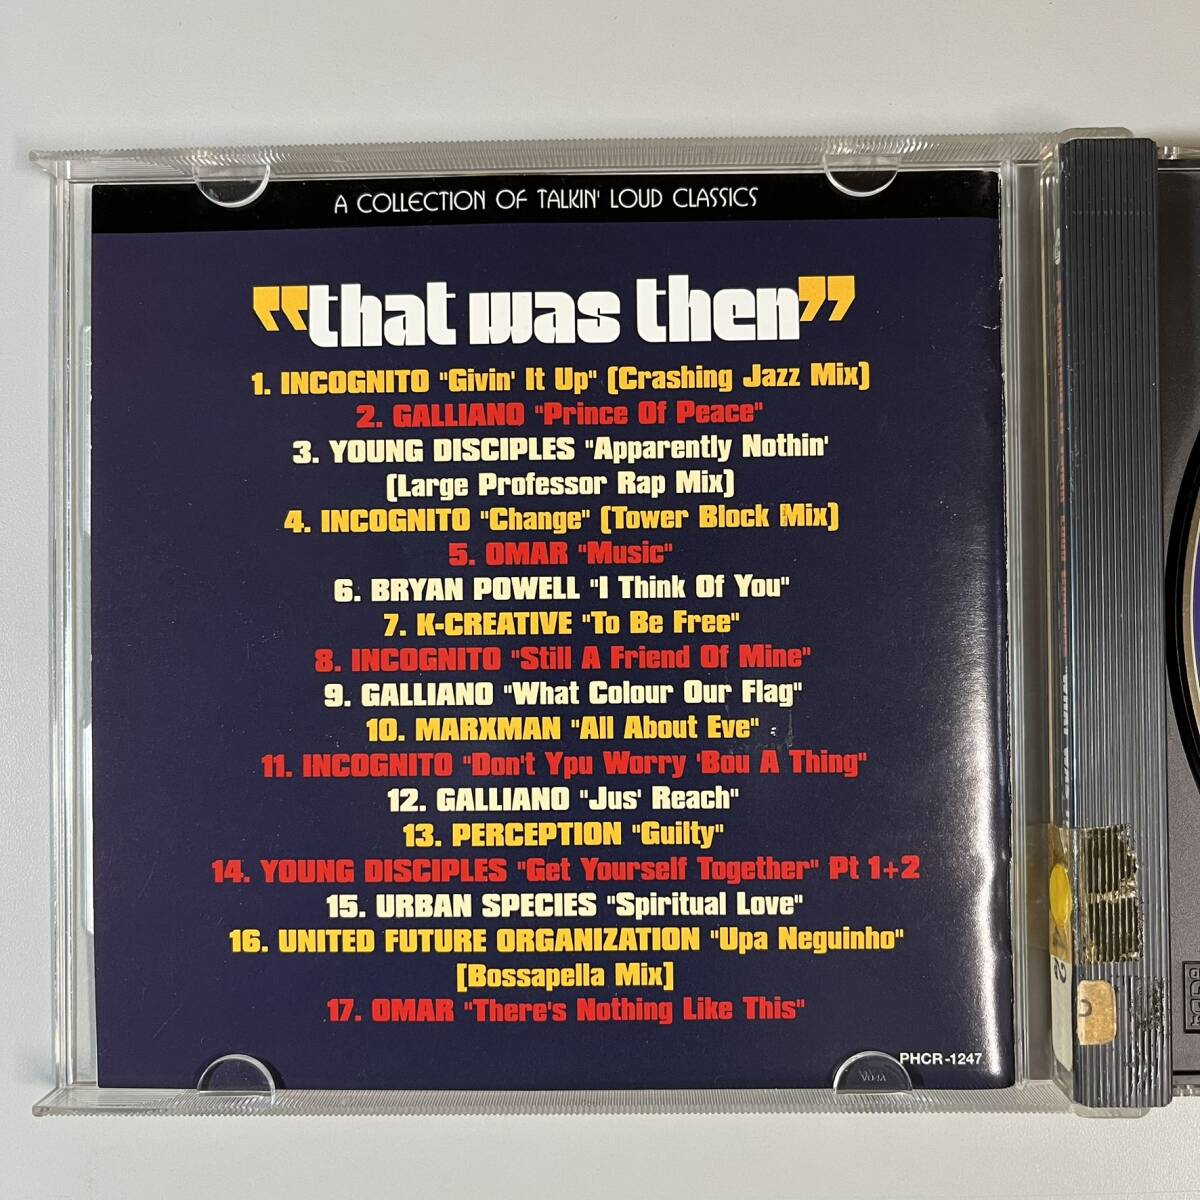 A COLLECTION OF TALKIN' LOUD CLASSICS
"that was then"
1. INCOGNITO "Givin' It Up" (Crashing Jazz Mix)
2. GALLIANO "Prince Of Peace"
3. YOUNG DISCIPLES "Apparently Nothin'
(Large Professor Rap Mix)
4. INCOGNITO "Change" (Tower Block Mix)
5. OMAR "Music"
6. BRYAN POWELL "I Think Of You"
7. K-CREATIVE "To Be Free"
8. INCOGNITO "Still A Friend Of Mine"
9. GALLIANO "What Colour Our Flag"
10. MARXMAN "All About Eve"
11. INCOGNITO "Don't Ypu Worry 'Bou A Thing"
12. GALLIANO "Jus' Reach"
13. PERCEPTION "Guilty"
14. YOUNG DISCIPLES "Get Yourself Together" Pt 1+2
15. URBAN SPECIES "Spiritual Love"
16. UNITED FUTURE ORGANIZATION "Upa Neguinho"
[Bossapella Mix]
17. OMAR "There's Nothing Like This"
PHCR-1247